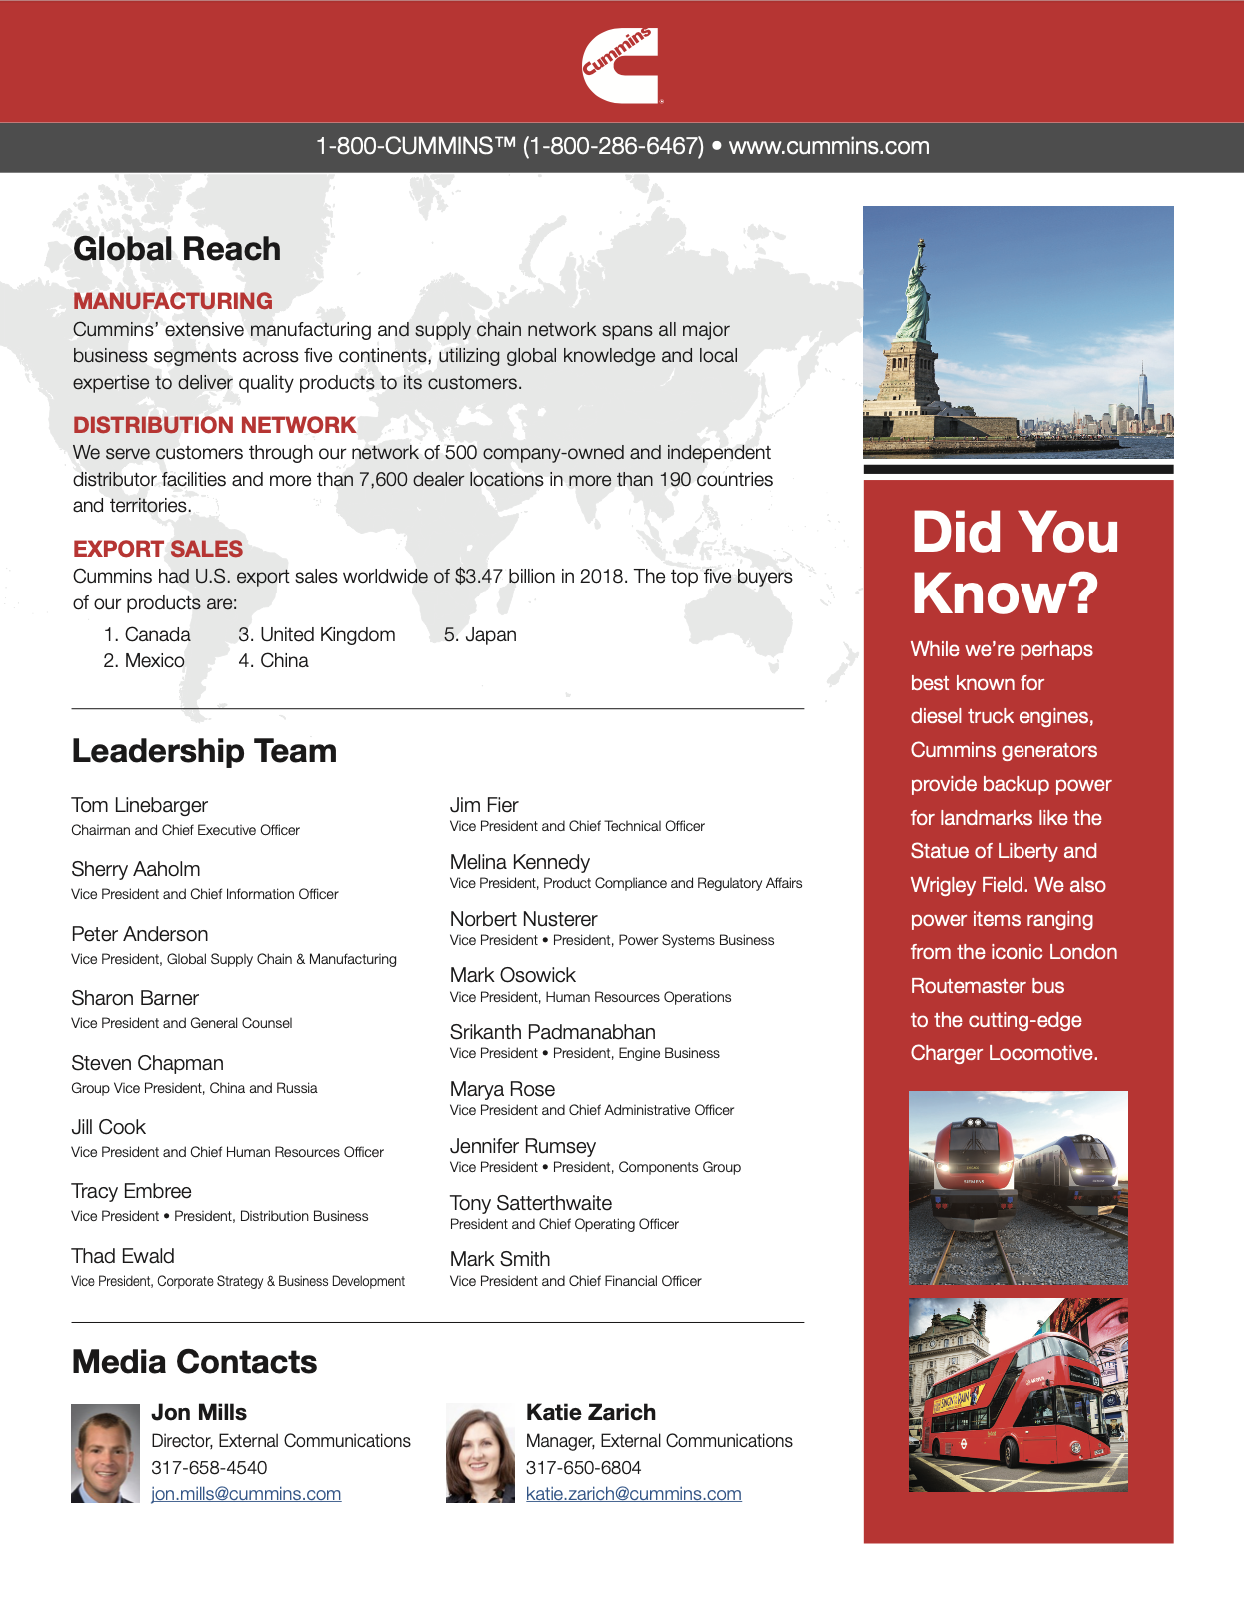 Cummins
1-800-CUMMINS™ (1-800-286-6467) • www.cummins.com
Global Reach
MANUFACTURING
Cummins’ extensive manufacturing and supply chain network spans all major
business segments across five continents, utilizing global knowledge and local
expertise to deliver quality products to its customers.
DISTRIBUTION NETWORK
We serve customers through our network of 500 company-owned and independent
distributor facilities and more than 7,600 dealer locations in more than 190 countries
and territories.
EXPORT SALES
Cummins had U.S. export sales worldwide of $3.47 billion in 2018. The top five buyers
of our products are:
1. Canada 3. United Kingdom 5. Japan
2. Mexico 4. China
Leadership Team
Tom Linebarger
Chairman and Chief Executive Officer
Sherry Aaholm
Vice President and Chief Information Officer
Peter Anderson
Vice President, Global Supply Chain & Manufacturing
Sharon Barner
Vice President and General Counsel
Steven Chapman
Group Vice President, China and Russia
Jill Cook
Vice President and Chief Human Resources Officer
Tracy Embree
Vice President • President, Distribution Business
Thad Ewald
Vice President, Corporate Strategy & Business Development
Jim Fier
Vice President and Chief Technical Officer
Melina Kennedy
Vice President, Product Compliance and Regulatory Affairs
Norbert Nusterer
Vice President • President, Power Systems Business
Mark Osowick
Vice President, Human Resources Operations
Srikanth Padmanabhan
Vice President • President, Engine Business
Marya Rose
Vice President and Chief Administrative Officer
Jennifer Rumsey
Vice President • President, Components Group
Tony Satterthwaite
President and Chief Operating Officer
Mark Smith
Vice President and Chief Financial Officer
Media Contacts
Jon Mills
Director, External Communications
317-658-4540
jon.mills@cummins.com
Katie Zarich
Manager, External Communications
317-650-6804
katie.zarich@cummins.com
Did You
Know?
While we’re perhaps
best known for
diesel truck engines,
Cummins generators
provide backup power
for landmarks like the
Statue of Liberty and
Wrigley Field. We also
power items ranging
from the iconic London
Routemaster bus
to the cutting-edge
Charger Locomotive.
SIEMENS